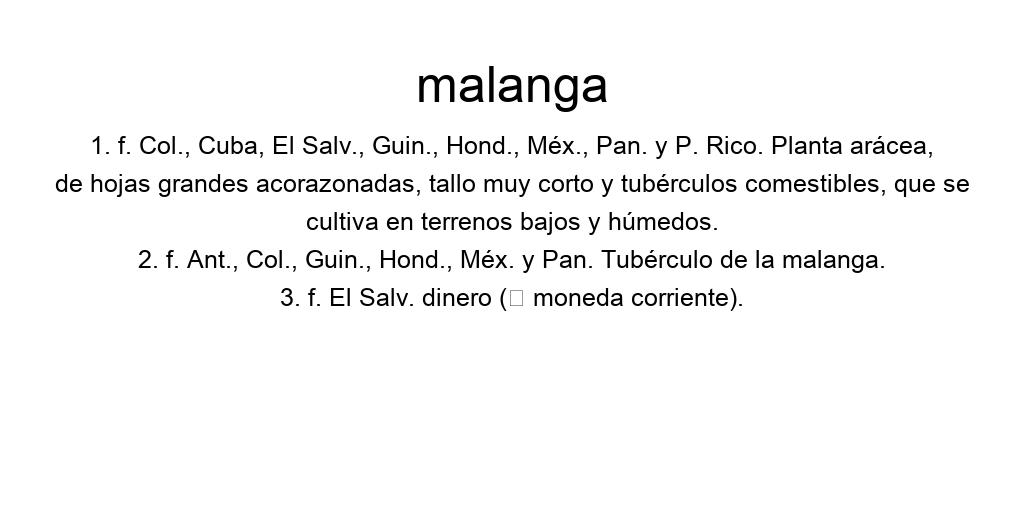 malanga
1. f. Col., Cuba, El Salv., Guin., Hond., Méx., Pan. y P. Rico. Planta arácea,
de hojas grandes acorazonadas, tallo muy corto y tubérculos comestibles, que se
cultiva en terrenos bajos y húmedos.
2. f. Ant., Col., Guin., Hond., Méx. y Pan. Tubérculo de la malanga.
3. f. El Salv. dinero (□ moneda corriente).